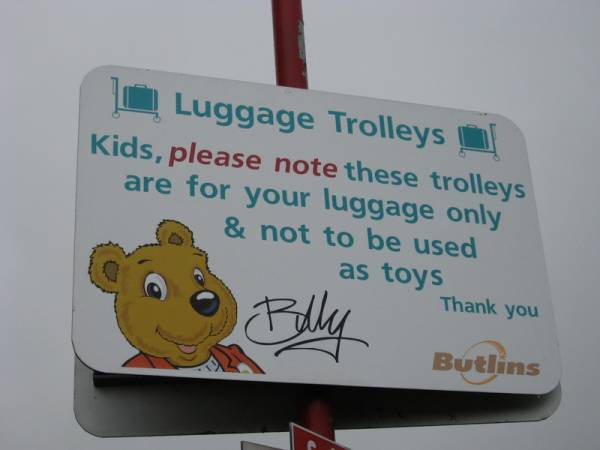 Luggage Trolleys
Kids, please note these trolleys
are for your luggage only
& not to be used
as toys
Thank you
Billy
Butlins